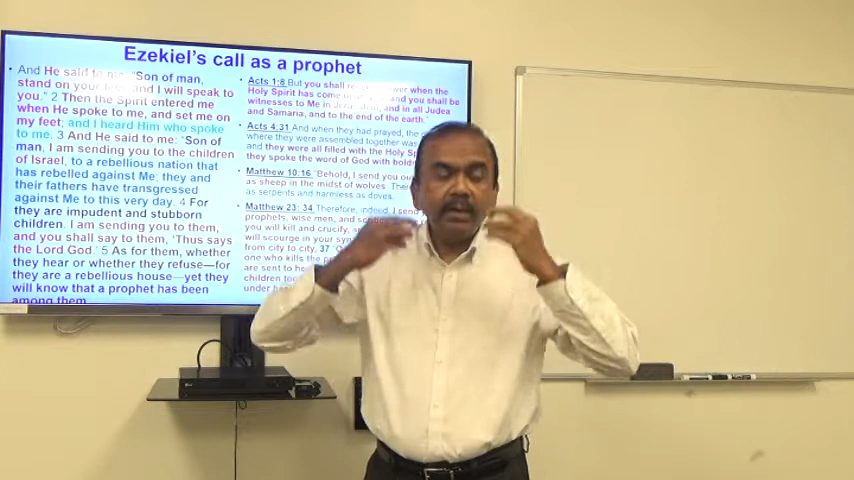 Ezekiel's call as a prophet
• And He said to me, "Son of man,
stand on your feet, and I will speak to
you." 2 Then the Spirit entered me
when He spoke to me, and set me on
my feet; and I heard Him who spoke
to me. 3 And He said to me: "Son of
man, I am sending you to the children
of Israel, to a rebellious nation that
has rebelled against Me; they and
their fathers have transgressed
against Me to this very day. 4 For
they are impudent and stubborn
children. I am sending you to them,
and you shall say to them, 'Thus says
the Lord God.' 5 As for them, whether
they hear or whether they refuse—for
they are a rebellious house—yet they
will know that a prophet has been
among them.
• Acts 1:8 But you shall when the
Holy Spirit has come and you shall be
witnesses to Me in and in all Judea
and Samaria, and to the end of the earth."
• Acts 4:31 And when they had prayed, the
where they were assembled together was
and they were all filled with the Holy
they spoke the word of God with
• Matthew 10:16 "Behold, I send you
as sheep in the midst of wolves.
as serpents and harmless as doves.
• Matthew 23: 34 Therefore, indeed, I send
prophets, wise men, and
you will kill and crucify,
will scourge in your
from city to city, 37
one who kills the
are sent to
children
under